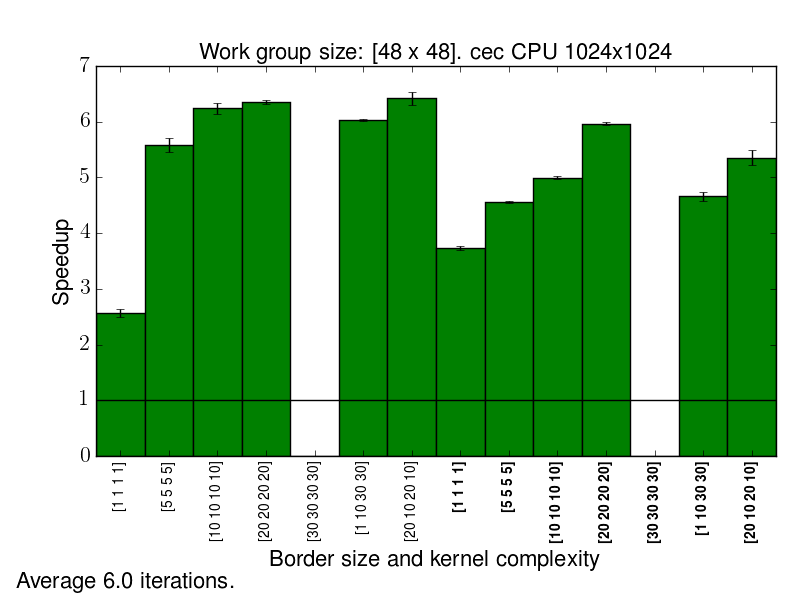 Work group size: [48 x 48]. cec CPU 1024x1024
7
6
5
4
3
2
1
0
Speedup
[1 1 1 1]
[5 5 5 5]
[10 10 10 10]
[20 20 20 20]
[30 30 30 30]
[1 10 30 30]
[20 10 20 10]
[1 1 1 1]
[5 5 5 5]
[10 10 10 10]
[20 20 20 20]
[30 30 30 30]
[1 10 30 30]
[20 10 20 10]
Border size and kernel complexity
Average 6.0 iterations.